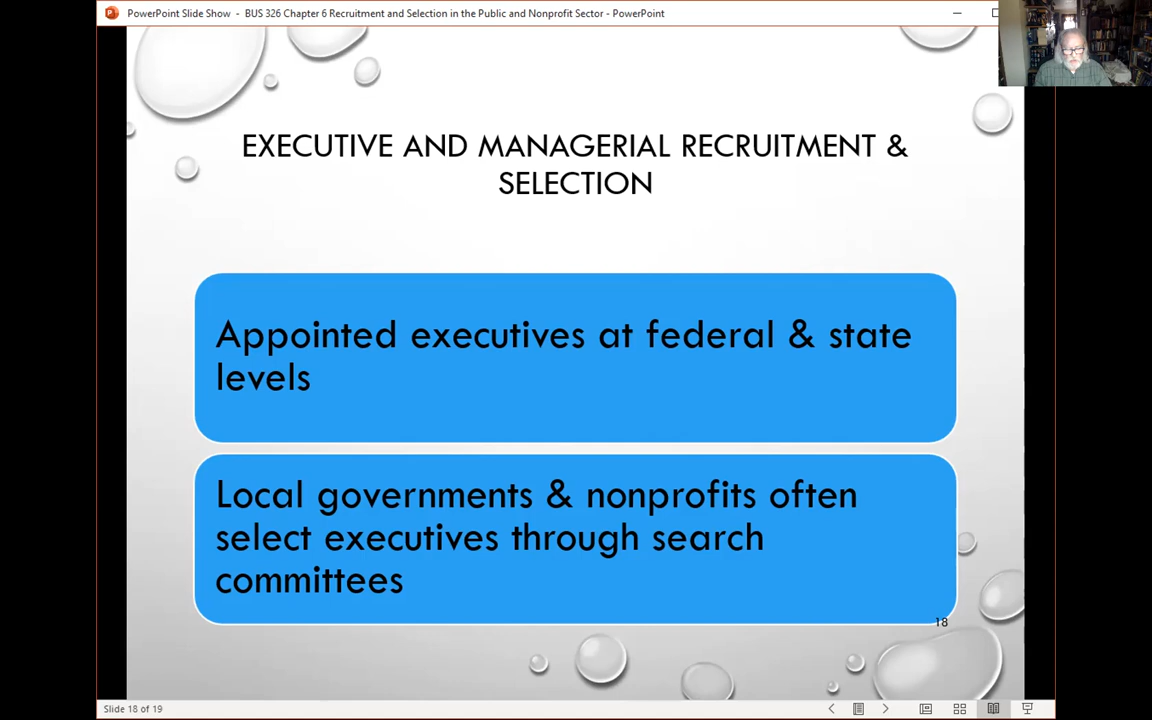 PowerPoint Slide Show - BUS 326 Chapter 6 Recruitment and Selection in the Public and Nonprofit Sector - PowerPoint
EXECUTIVE AND MANAGERIAL RECRUITMENT &
SELECTION
Appointed executives at federal & state
levels
Local governments & nonprofits often
select executives through search
committees
18
Slide 18 of 19